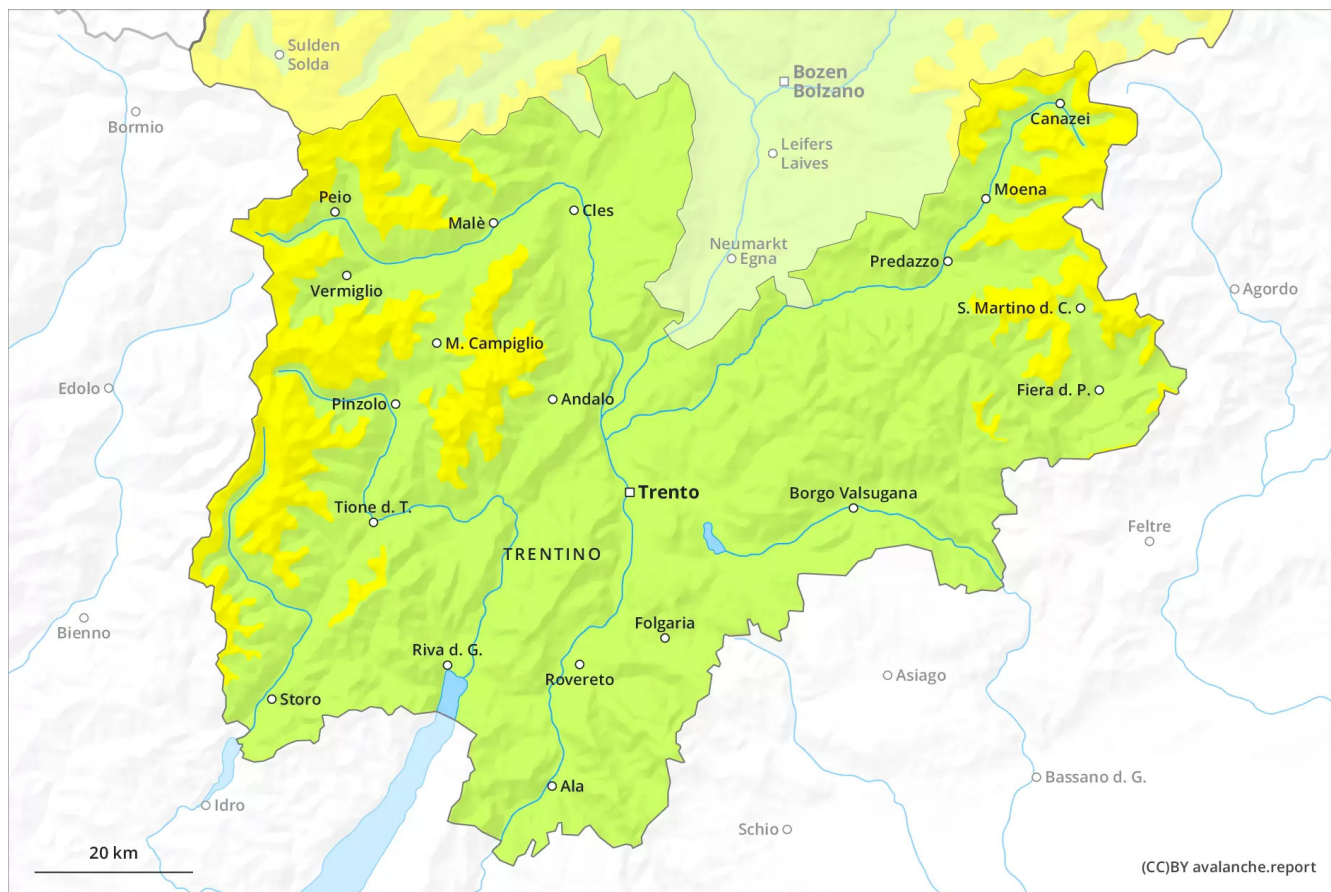 Sulden
Solda
Bozen
Bolzano
Bormio
Canazei
Leifers
Laives
Moena
Peio
Malè
Cles
Neumarkt
Egna
Predazzo
Vermiglio
Agordo
S. Martino d. C.
M. Campiglio
Edolo
Pinzolo
Andalo
Fiera d. P.
Trento
Borgo Valsugana
Tione d. T.
Feltre
TRENTINO
Bienno
Folgaria
Riva d. G.
Rovereto
Asiago
Storo
Bassano d. G.
Ala
Idro
Schio
20 km
(CC)BY avalanche.report